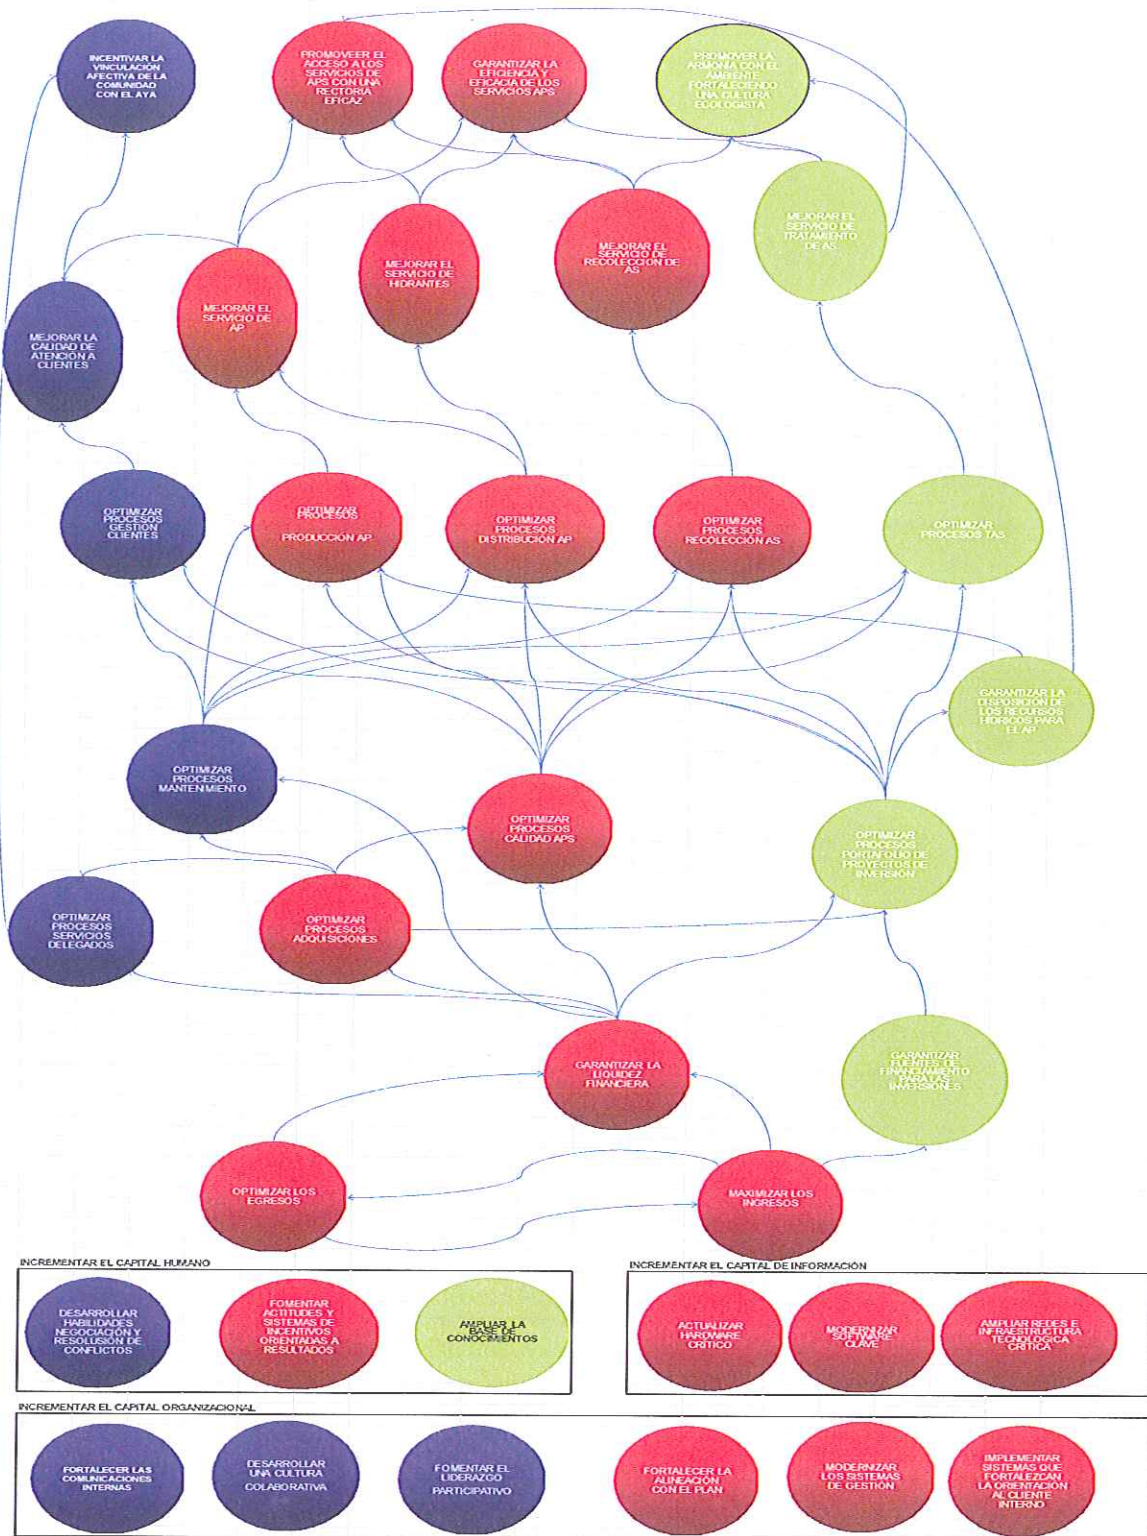 INCENTIVAR LA
VINCULACIÓN
AFECTIVA DE LA
COMUNIDAD
CON EL AYA
PROMOVEER EL
ACCESO A LOS
SERVICIOS DE
APS CON UNA
RECTORIA
EFICAZ
GARANTIZAR LA
EFICIENCIA Y
EFICACIA DE LOS
SERVICIOS APS
PROMOVER LA
ARMONÍA CON EL
AMBIENTE
FORTALECIENDO
UNA CULTURA
ECOLOGISTA
MEJORAR LA
CALIDAD DE
ATENCIÓN A
CLIENTES
MEJORAR EL
SERVICIO DE
AP
MEJORAR EL
SERVICIO DE
HIDRANTES
MEJORAR EL
SERVICIO DE
RECOLECCIÓN DE
AS
MEJORAR EL
SERVICIO DE
TRATAMIENTO
DE AS
OPTIMIZAR
PROCESOS
GESTION
CLIENTES
OPTIMIZAR
PROCESOS
PRODUCCIÓN AP
OPTIMIZAR
PROCESOS
DISTRIBUCIÓN AP
OPTIMIZAR
PROCESOS
RECOLECCIÓN AS
OPTIMIZAR
PROCESOS TAS
GARANTIZAR LA
DISPOSICIÓN DE
LOS RECURSOS
HÍDRICOS PARA
EL AP
OPTIMIZAR
PROCESOS
MANTENIMIENTO
OPTIMIZAR
PROCESOS
CALIDAD APS
OPTIMIZAR
PROCESOS
PORTAFOLIO DE
PROYECTOS DE
INVERSIÓN
OPTIMIZAR
PROCESOS
SERVICIOS
DELEGADOS
OPTIMIZAR
PROCESOS
ADQUISICIONES
GARANTIZAR LA
LIQUIDEZ
FINANCIERA
GARANTIZAR
FUENTES DE
FINANCIAMIENTO
PARA LAS
INVERSIONES
OPTIMIZAR LOS
EGRESOS
MAXIMIZAR LOS
INGRESOS
INCREMENTAR EL CAPITAL HUMANO
DESARROLLAR
HABILIDADES
NEGOCIACIÓN Y
RESOLUSIÓN DE
CONFLICTOS
FOMENTAR
ACTITUDES Y
SISTEMAS DE
INCENTIVOS
ORIENTADAS A
RESULTADOS
AMPLIAR LA
BASE DE
CONOCIMIENTOS
INCREMENTAR EL CAPITAL DE INFORMACIÓN
ACTUALIZAR
HARDWARE
CRÍTICO
MODERNIZAR
SOFTWARE
CLAVE
AMPLIAR REDES E
INFRAESTRUCTURA
TECNOLÓGICA
CRÍTICA
INCREMENTAR EL CAPITAL ORGANIZACIONAL
FORTALECER LAS
COMUNICACIONES
INTERNAS
DESARROLLAR
UNA CULTURA
COLABORATIVA
FOMENTAR EL
LIDERAZGO
PARTICIPATIVO
FORTALECER LA
ALINEACIÓN
CON EL PLAN
MODERNIZAR
LOS SISTEMAS
DE GESTIÓN
IMPLEMENTAR
SISTEMAS QUE
FORTALEZCAN
LA ORIENTACIÓN
AL CLIENTE
INTERNO